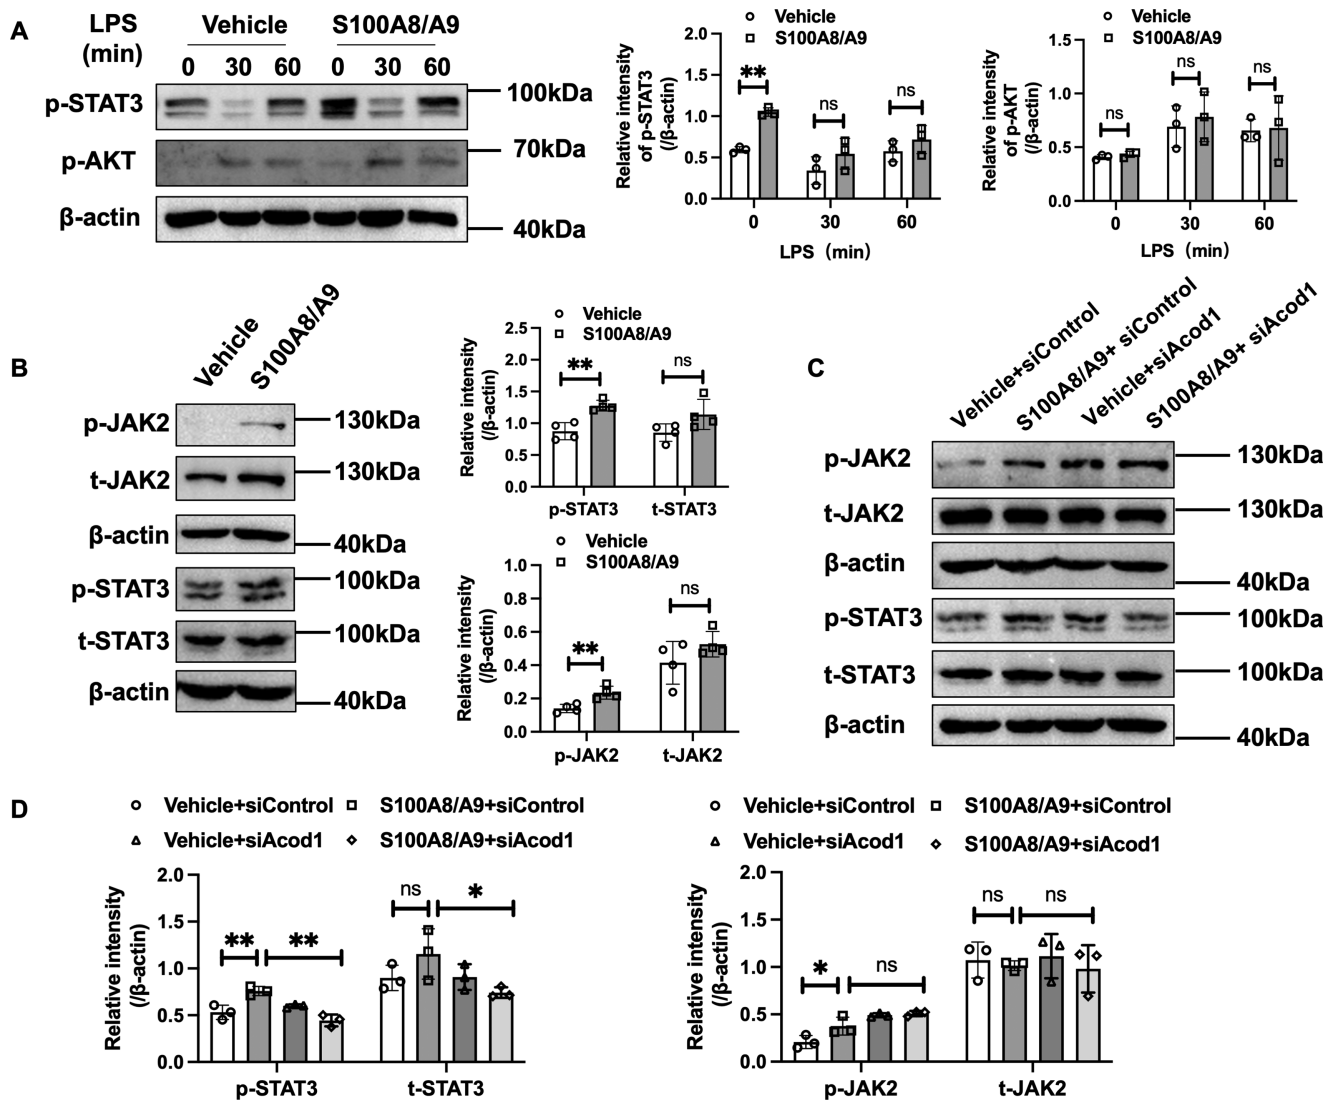 A
LPS
(min)
Vehicle
S100A8/A9
0 30 60 0 30 60
p-STAT3
100kDa
p-AKT
70kDa
β-actin
40kDa
Vehicle
S100A8/A9
Relative intensity
of p-STAT3
(/β-actin)
2.0
1.5
1.0
0.5
0.0
** ns ns
0 30 60
LPS (min)
Vehicle
S100A8/A9
Relative intensity
of p-AKT
(/β-actin)
1.5
1.0
0.5
0.0
ns ns ns
0 30 60
LPS (min)
B
Vehicle
S100A8/A9
p-JAK2
130kDa
t-JAK2
130kDa
β-actin
40kDa
p-STAT3
100kDa
t-STAT3
100kDa
β-actin
40kDa
Vehicle
S100A8/A9
Relative intensity
(/β-actin)
2.5
2.0
1.5
1.0
0.5
0.0
** ns
p-STAT3 t-STAT3
Vehicle
S100A8/A9
Relative intensity
(/β-actin)
1.0
0.8
0.6
0.4
0.2
0.0
** ns
p-JAK2 t-JAK2
C
Vehicle+siControl
S100A8/A9+ siControl
Vehicle+siAcod1
S100A8/A9+ siAcod1
p-JAK2
130kDa
t-JAK2
130kDa
β-actin
40kDa
p-STAT3
100kDa
t-STAT3
100kDa
β-actin
40kDa
D
Vehicle+siControl S100A8/A9+siControl
Vehicle+siAcod1 S100A8/A9+siAcod1
Relative intensity
(/β-actin)
2.0
1.5
1.0
0.5
0.0
** ** ns *
p-STAT3 t-STAT3
Vehicle+siControl S100A8/A9+siControl
Vehicle+siAcod1 S100A8/A9+siAcod1
Relative intensity
(/β-actin)
2.0
1.5
1.0
0.5
0.0
* ns ns ns
p-JAK2 t-JAK2